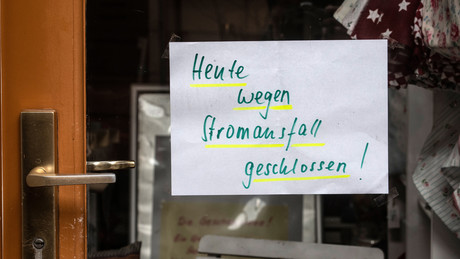 Heute
wegen
Stromausfall
geschlossen!